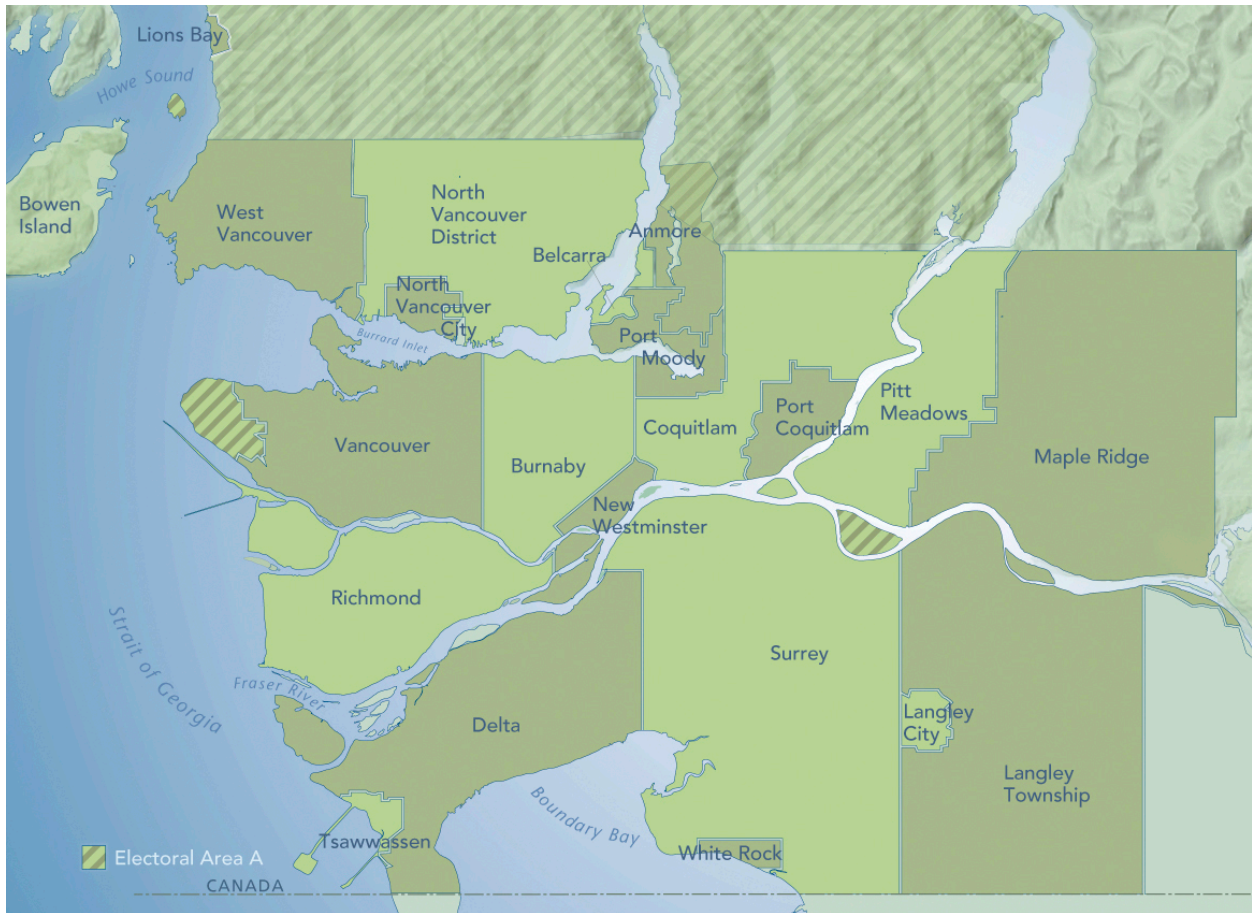 Lions Bay
Howe Sound
Bowen
Island
West
Vancouver
North
Vancouver
District
Anmore
Belcarra
North
Vancouver
City
Burrard Inlet
Port
Moody
Vancouver
Burnaby
Coquitlam
Port
Coquitlam
Pitt
Meadows
Maple Ridge
New
Westminster
Richmond
Strait of Georgia
Fraser River
Surrey
Delta
Langley
City
Langley
Township
Boundary Bay
Tsawwassen
White Rock
Electoral Area A
CANADA